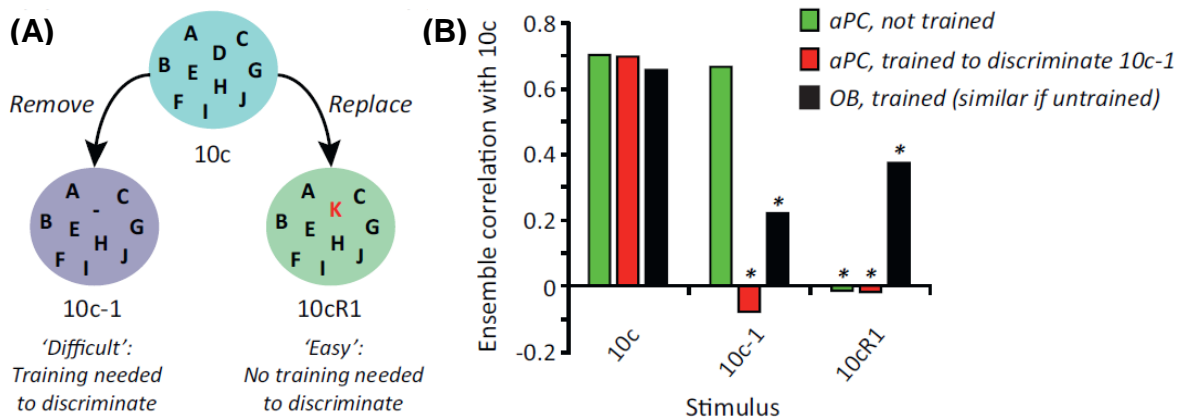 (A)
A
C
D
B
E
G
H
F
J
I
10c
Remove
Replace
A
C
-
B
E
G
H
F
J
I
10c-1
'Difficult':
Training needed
to discriminate
A
C
K
B
E
G
H
F
J
I
10cR1
'Easy':
No training needed
to discriminate
(B)
Ensemble correlation with 10c
0.8
0.6
0.4
0.2
0
-0.2
aPC, not trained
aPC, trained to discriminate 10c-1
OB, trained (similar if untrained)
*
*
*
*
*
10c
10c-1
10cR1
Stimulus